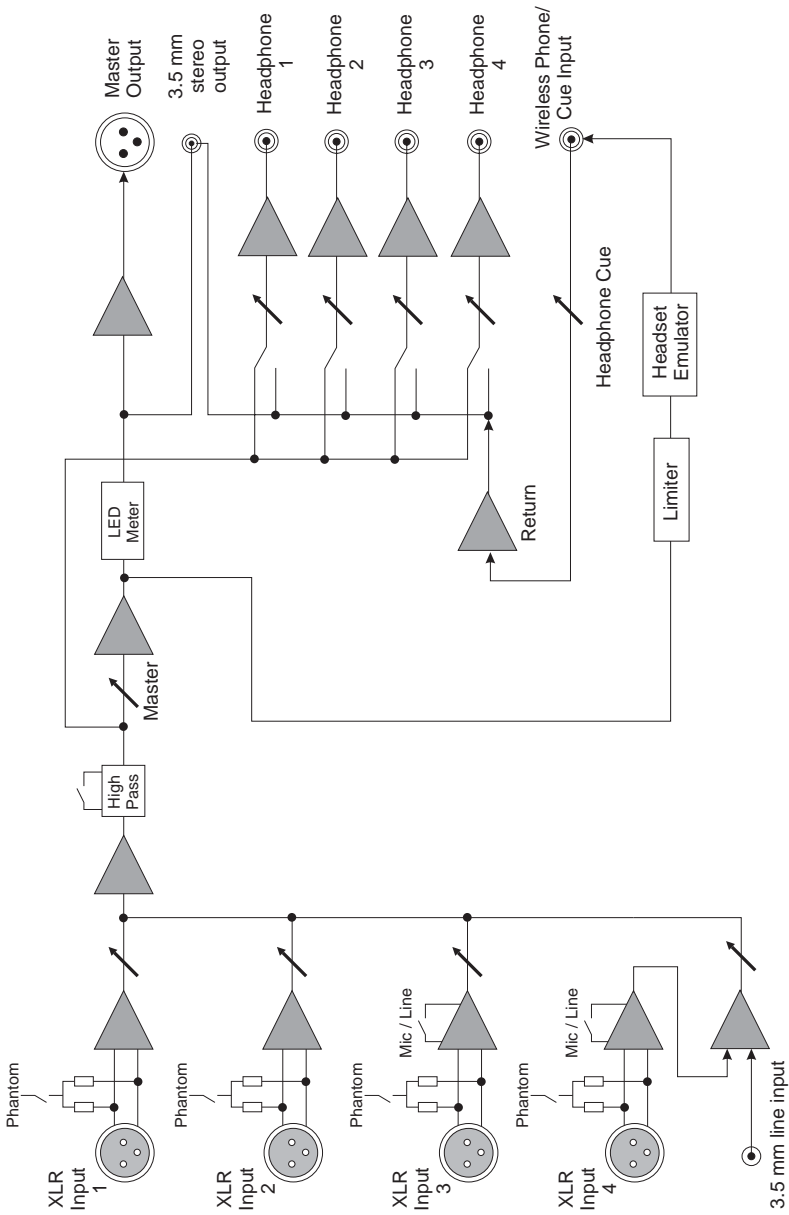 Master
Output
3.5 mm
stereo
output
Headphone
1
Headphone
2
Headphone
3
Headphone
4
Wireless Phone/
Cue Input
Headphone Cue
Headset
Emulator
Limiter
Return
LED
Meter
Master
High
Pass
Phantom
XLR
Input
1
Phantom
XLR
Input
2
Mic / Line
Phantom
XLR
Input
3
Mic / Line
Phantom
XLR
Input
4
3.5 mm line input